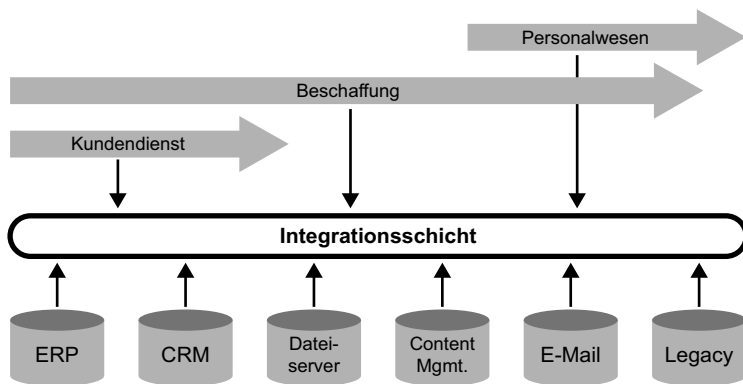 Personalwesen
Beschaffung
Kundendienst
Integrationsschicht
ERP
CRM
Datei-
server
Content
Mgmt.
E-Mail
Legacy